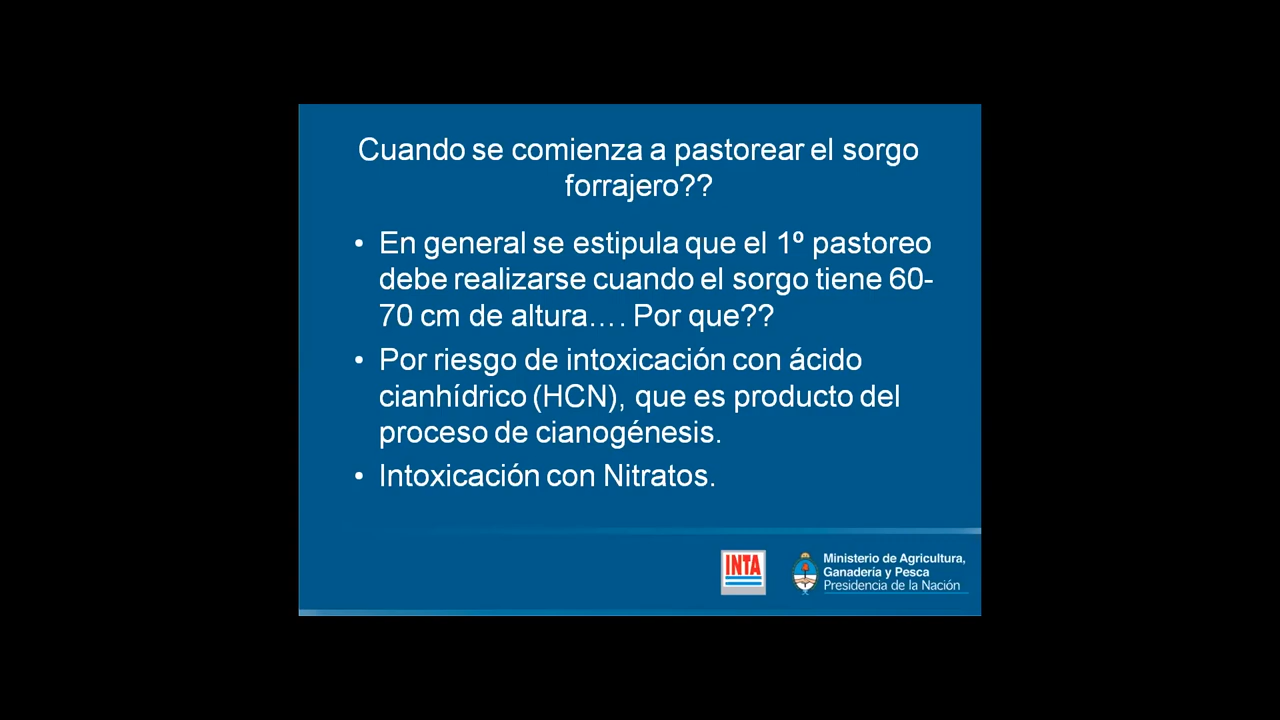 Cuando se comienza a pastorear el sorgo
forrajero??
• En general se estipula que el 1º pastoreo
debe realizarse cuando el sorgo tiene 60-
70 cm de altura…. Por que??
• Por riesgo de intoxicación con ácido
cianhídrico (HCN), que es producto del
proceso de cianogénesis.
• Intoxicación con Nitratos.
INTA
Ministerio de Agricultura,
Ganadería y Pesca
Presidencia de la Nación